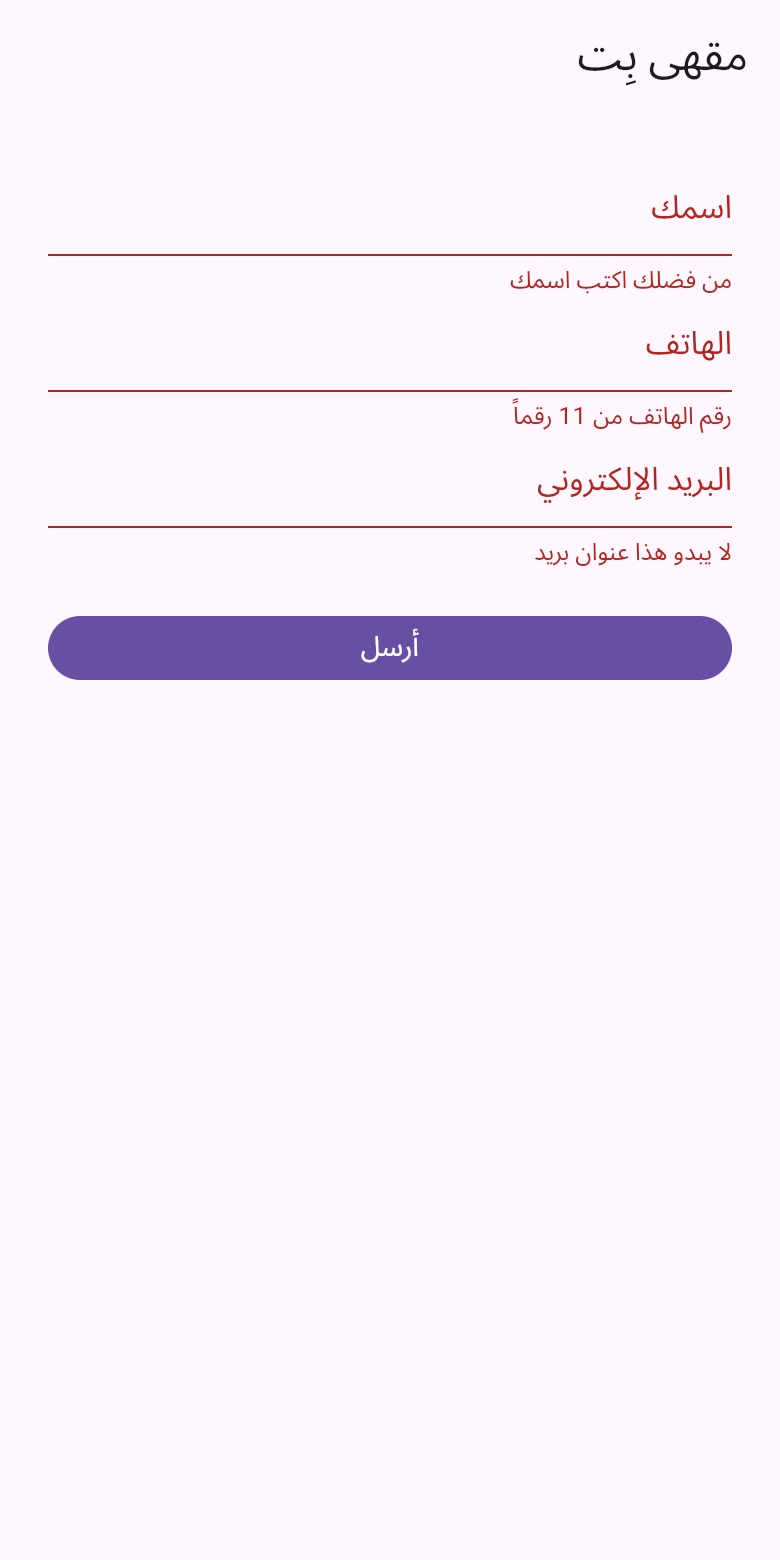 مقهى بِت
اسمك
من فضلك اكتب اسمك
الهاتف
رقم الهاتف من 11 رقماً
البريد الإلكتروني
لا يبدو هذا عنوان بريد
أرسل